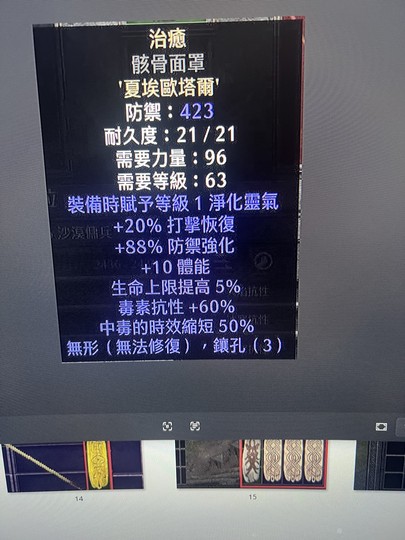 治癒
骸骨面罩
'夏埃歐塔爾'
防禦：423
耐久度：21 / 21
需要力量：96
需要等級：63
裝備時賦予等級 1 淨化靈氣
+20% 打擊恢復
+88% 防禦強化
+10 體能
生命上限提高 5%
毒素抗性 +60%
中毒的時效縮短 50%
無形（無法修復），鑲孔（3）
14
15